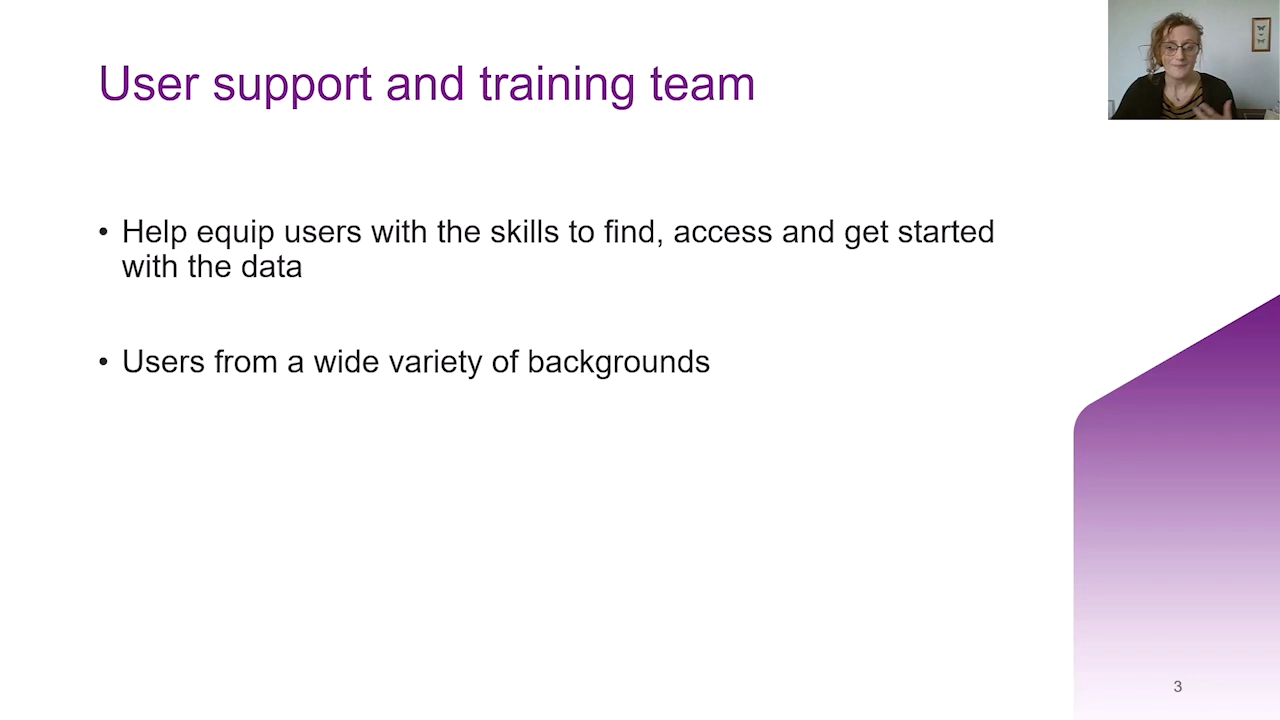 User support and training team
• Help equip users with the skills to find, access and get started
with the data
• Users from a wide variety of backgrounds
3